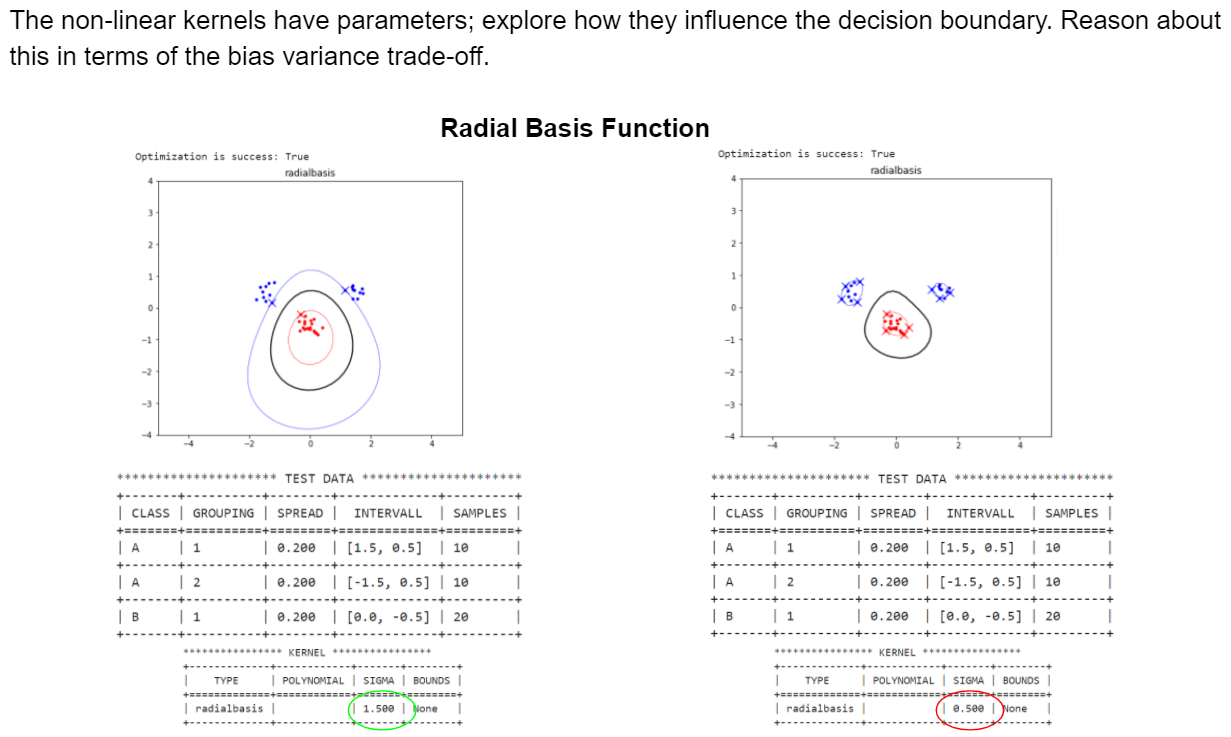 The non-linear kernels have parameters; explore how they influence the decision boundary. Reason about
this in terms of the bias variance trade-off.
Radial Basis Function
Optimization is success: True
radialbasis
4
3
2
1
0
−1
−2
−3
−4
−4 −2 0 2 4
********************* TEST DATA *********************
| CLASS | GROUPING | SPREAD | INTERVALL | SAMPLES |
| A | 1 | 0.200 | [1.5, 0.5] | 10 |
| A | 2 | 0.200 | [-1.5, 0.5] | 10 |
| B | 1 | 0.200 | [0.0, -0.5] | 20 |
**************** KERNEL ****************
| TYPE | POLYNOMIAL | SIGMA | BOUNDS |
| radialbasis | | 1.500 | None |
Optimization is success: True
radialbasis
4
3
2
1
0
−1
−2
−3
−4
−4 −2 0 2 4
********************* TEST DATA *********************
| CLASS | GROUPING | SPREAD | INTERVALL | SAMPLES |
| A | 1 | 0.200 | [1.5, 0.5] | 10 |
| A | 2 | 0.200 | [-1.5, 0.5] | 10 |
| B | 1 | 0.200 | [0.0, -0.5] | 20 |
**************** KERNEL ****************
| TYPE | POLYNOMIAL | SIGMA | BOUNDS |
| radialbasis | | 0.500 | None |